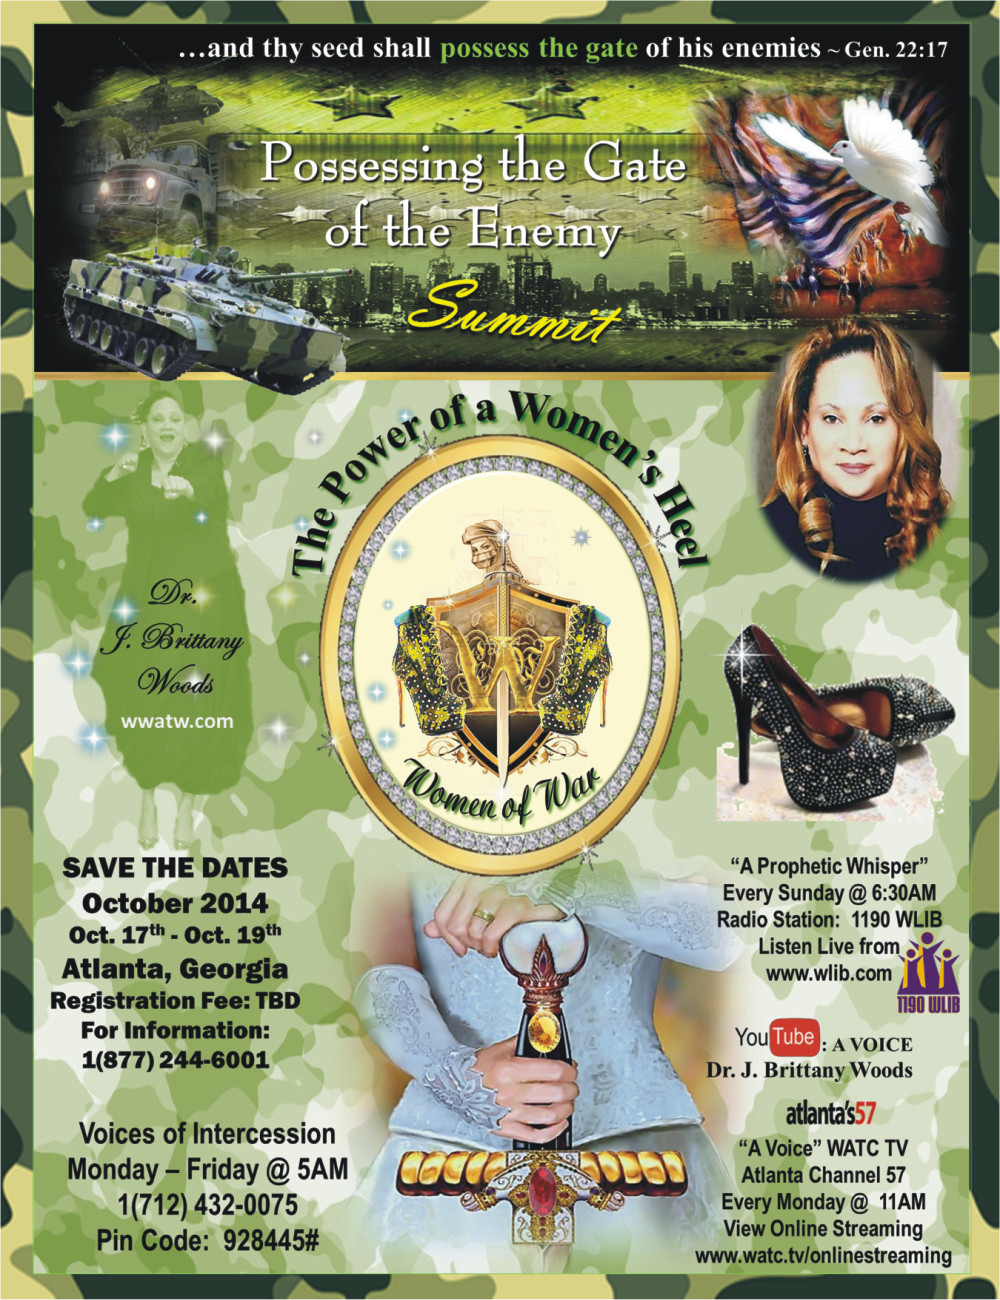 …and thy seed shall possess the gate of his enemies ~ Gen. 22:17
Possessing the Gate
of the Enemy
Summit
The Power of a Women's Heel
W
Women of War
Dr.
J. Brittany
Woods
wwatw.com
SAVE THE DATES
October 2014
Oct. 17th - Oct. 19th
Atlanta, Georgia
Registration Fee: TBD
For Information:
1(877) 244-6001
Voices of Intercession
Monday – Friday @ 5AM
1(712) 432-0075
Pin Code: 928445#
“A Prophetic Whisper”
Every Sunday @ 6:30AM
Radio Station: 1190 WLIB
Listen Live from
www.wlib.com
1190 WLIB
YouTube : A VOICE
Dr. J. Brittany Woods
atlanta's57
“A Voice” WATC TV
Atlanta Channel 57
Every Monday @ 11AM
View Online Streaming
www.watc.tv/onlinestreaming